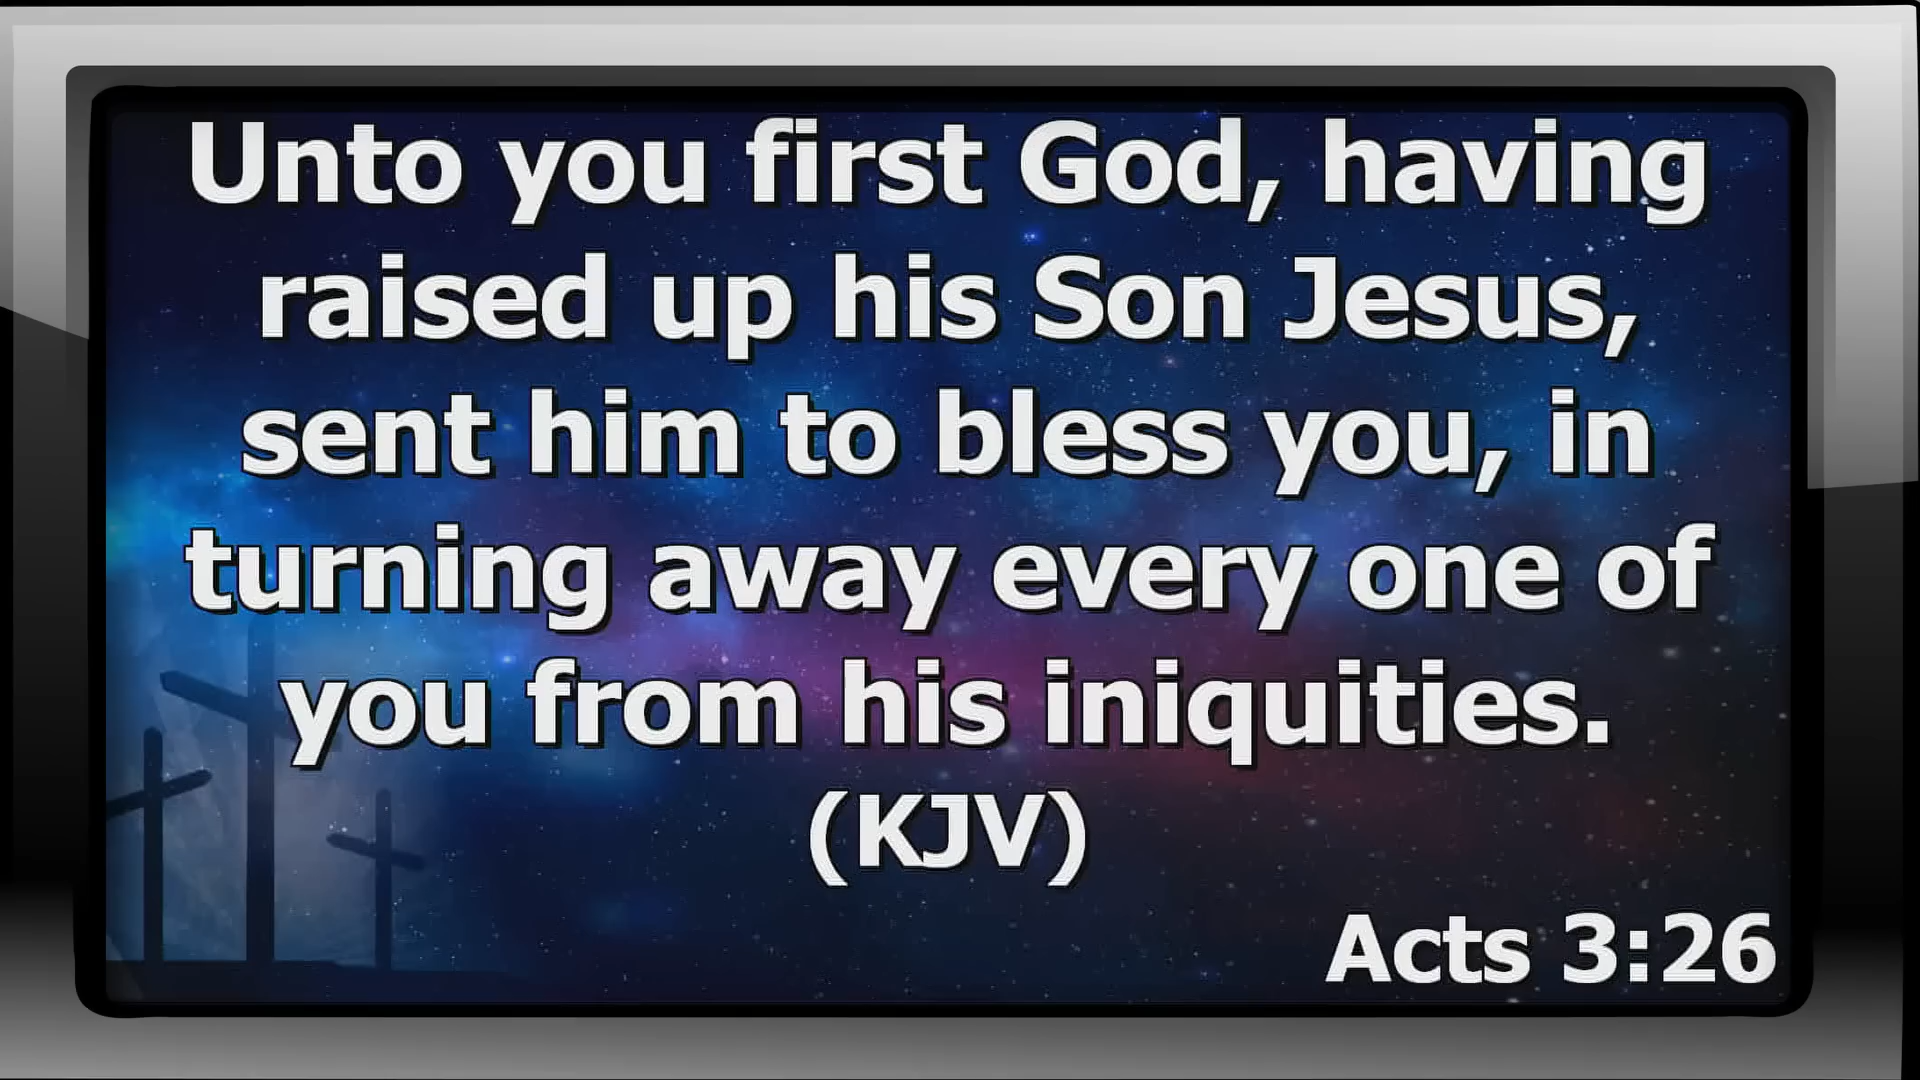 Unto you first God, having
raised up his Son Jesus,
sent him to bless you, in
turning away every one of
you from his iniquities.
(KJV)
Acts 3:26